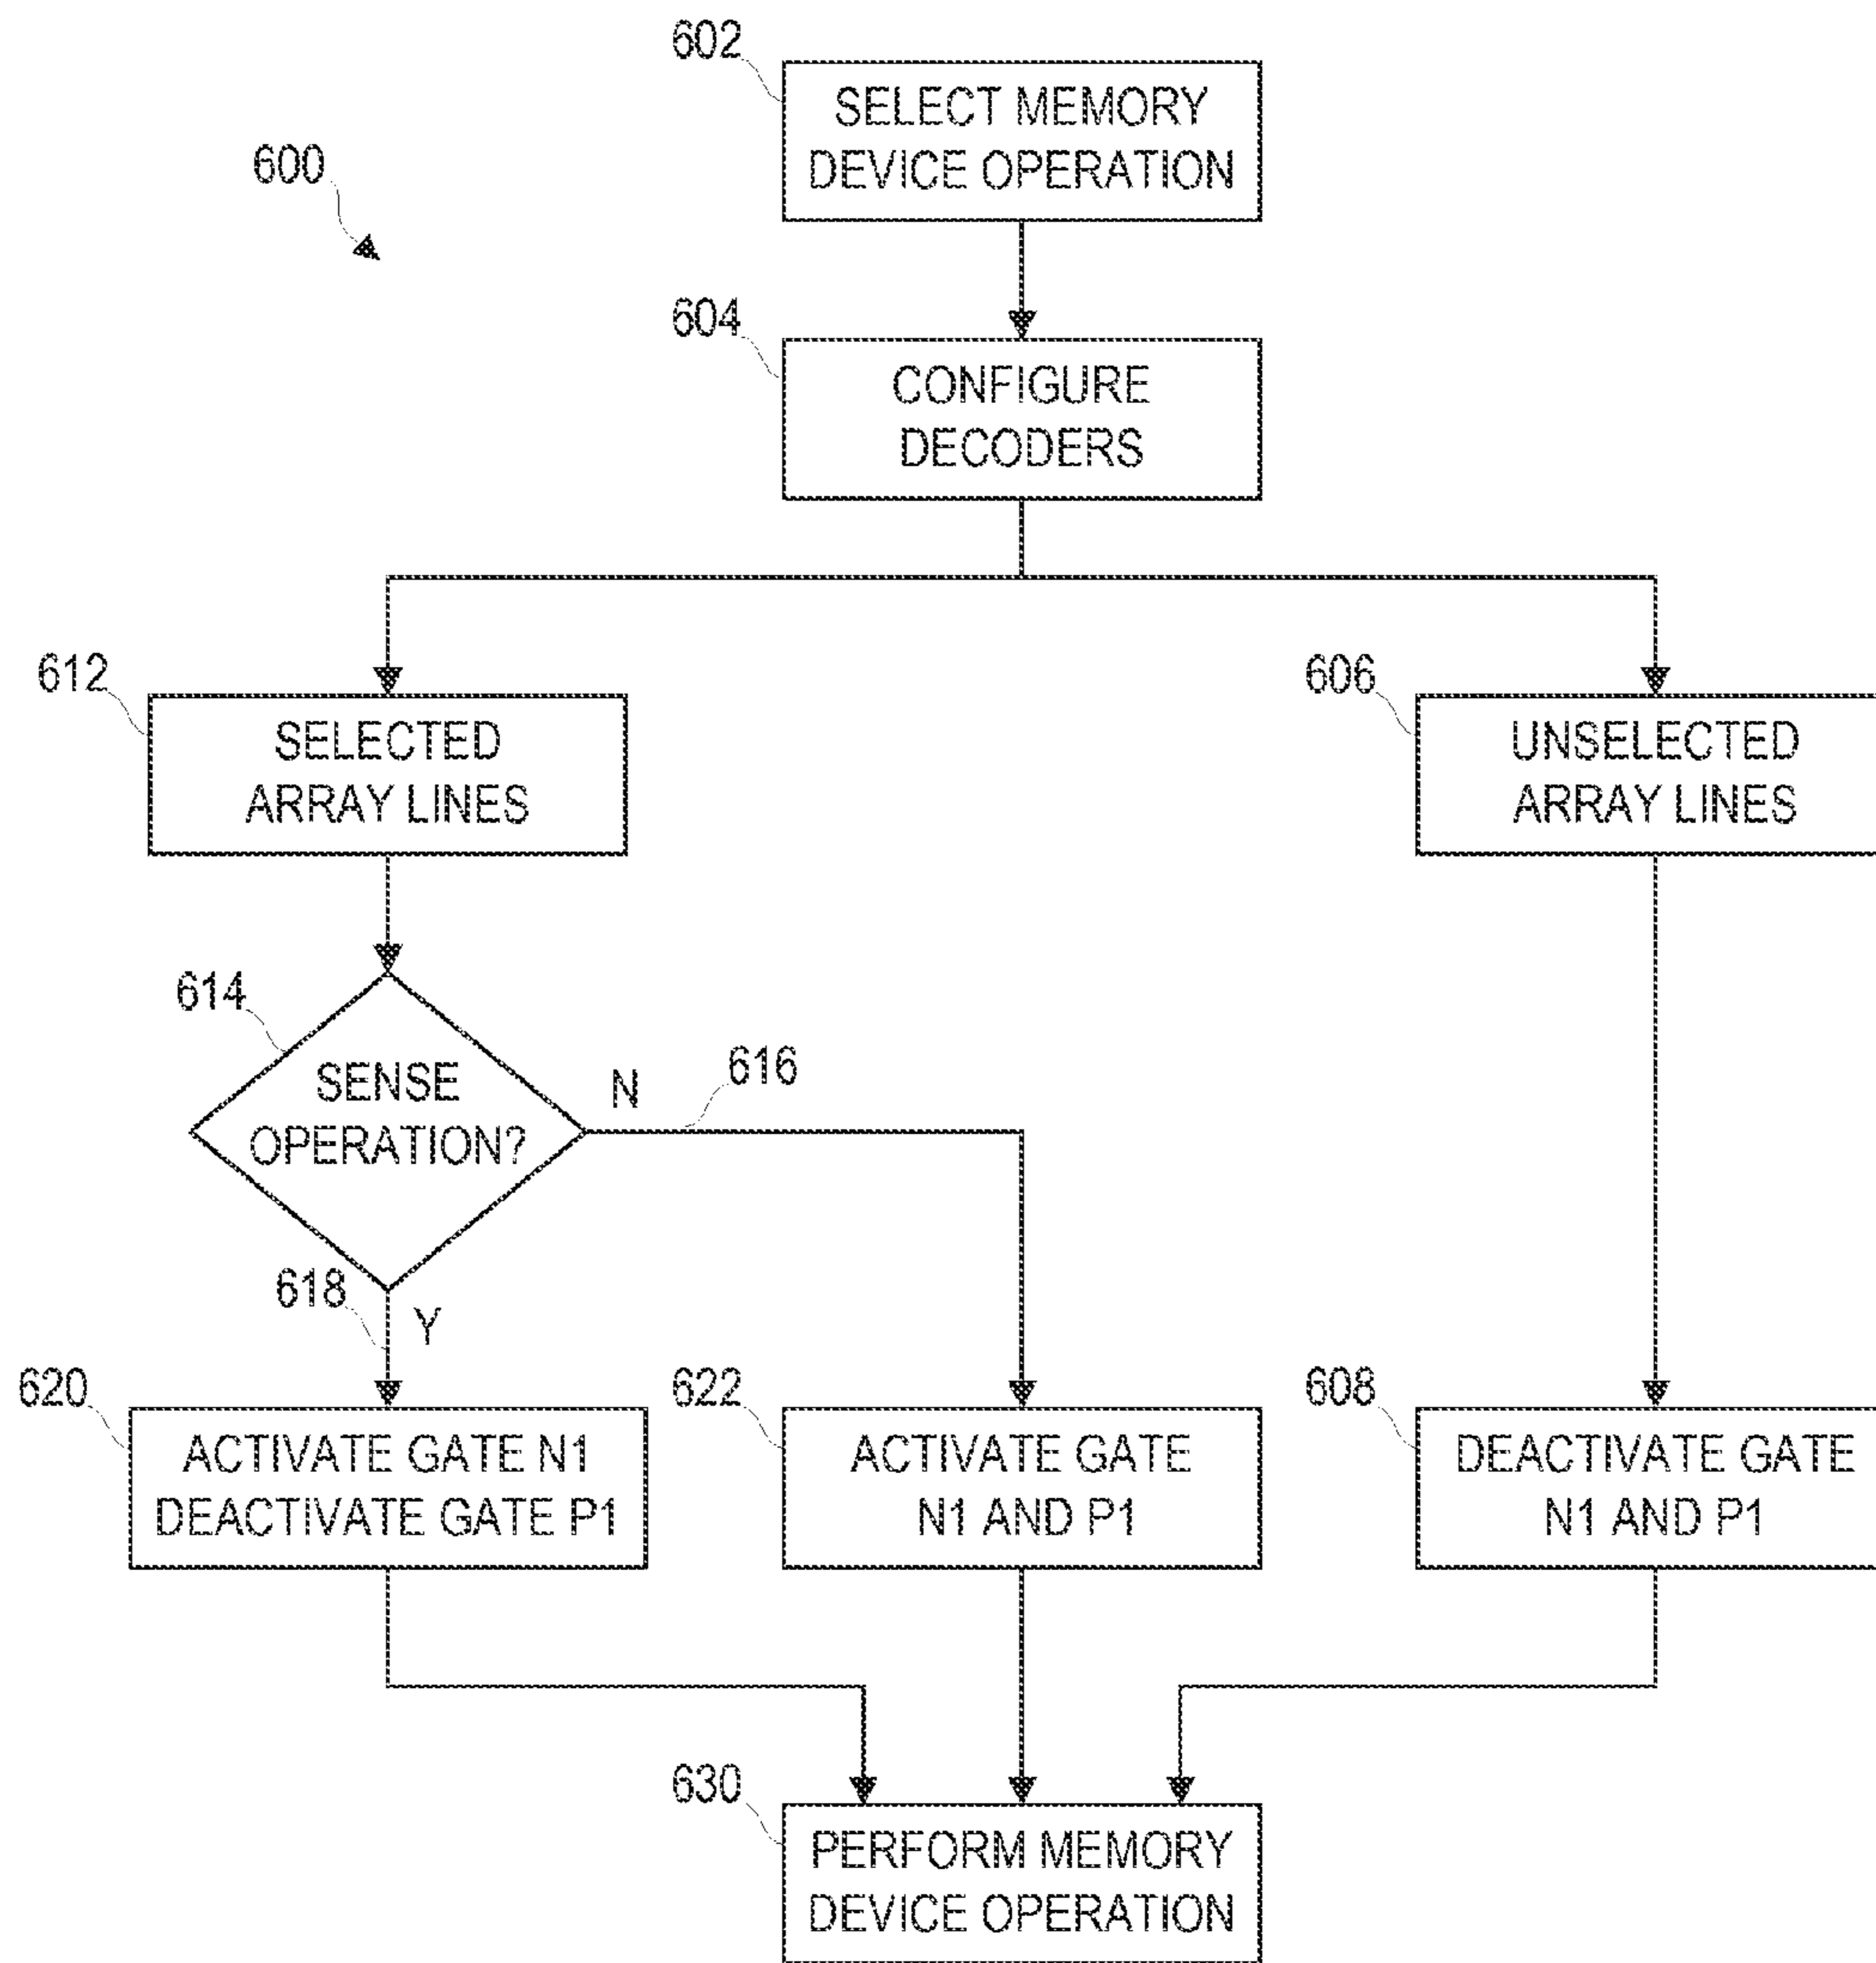 602
SELECT MEMORY
DEVICE OPERATION
600
604
CONFIGURE
DECODERS
612
SELECTED
ARRAY LINES
606
UNSELECTED
ARRAY LINES
614
SENSE
OPERATION?
N
616
618
Y
620
ACTIVATE GATE N1
DEACTIVATE GATE P1
622
ACTIVATE GATE
N1 AND P1
608
DEACTIVATE GATE
N1 AND P1
630
PERFORM MEMORY
DEVICE OPERATION